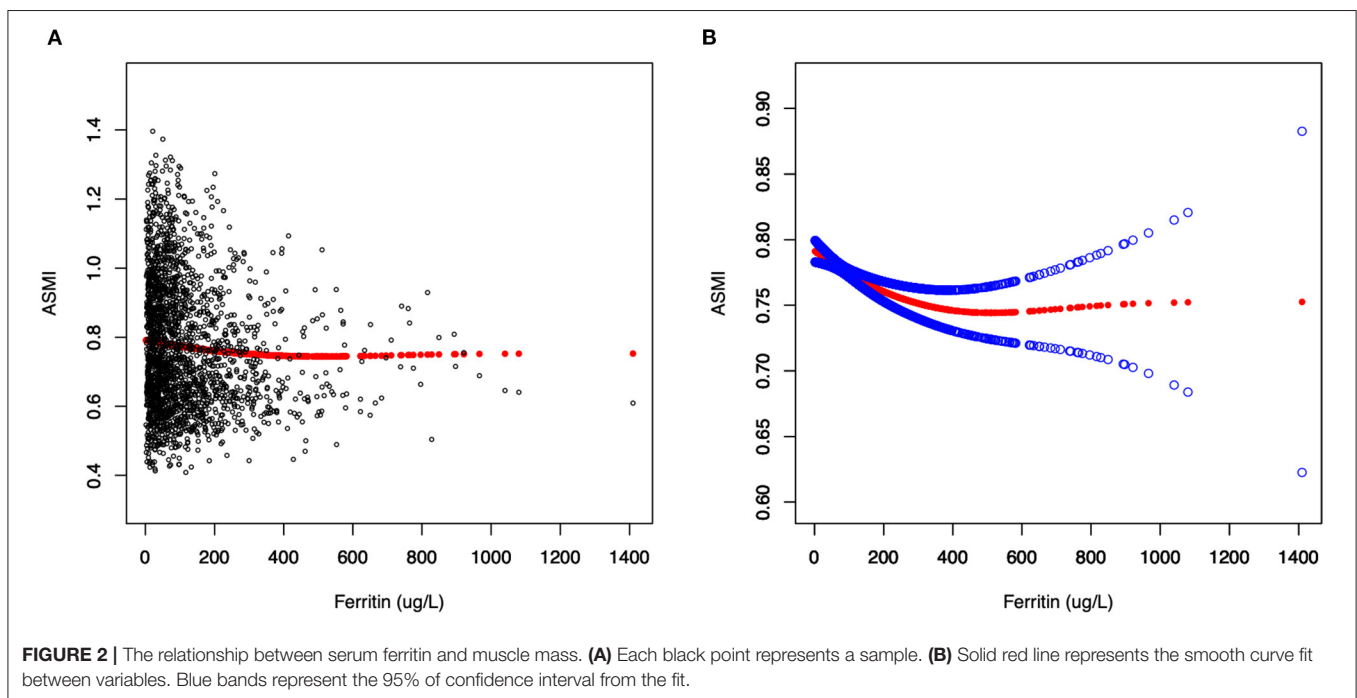 A
B
1.4
1.2
1.0
0.8
0.6
0.4
ASMI
0 200 400 600 800 1000 1200 1400
Ferritin (ug/L)
0.90
0.85
0.80
0.75
0.70
0.65
0.60
ASMI
0 200 400 600 800 1000 1200 1400
Ferritin (ug/L)
FIGURE 2 | The relationship between serum ferritin and muscle mass. (A) Each black point represents a sample. (B) Solid red line represents the smooth curve fit
between variables. Blue bands represent the 95% of confidence interval from the fit.